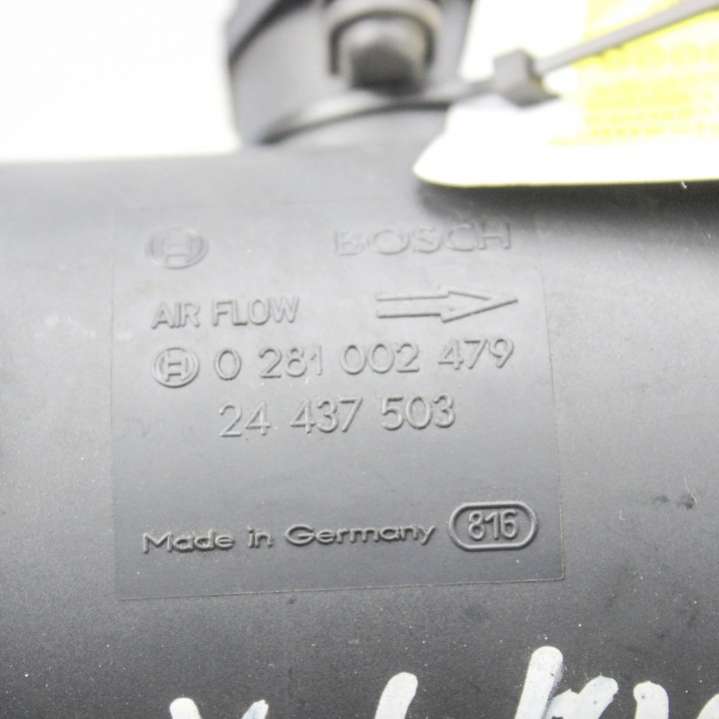 BOSCH
AIR FLOW
0 281 002 479
24 437 503
Made in Germany 816